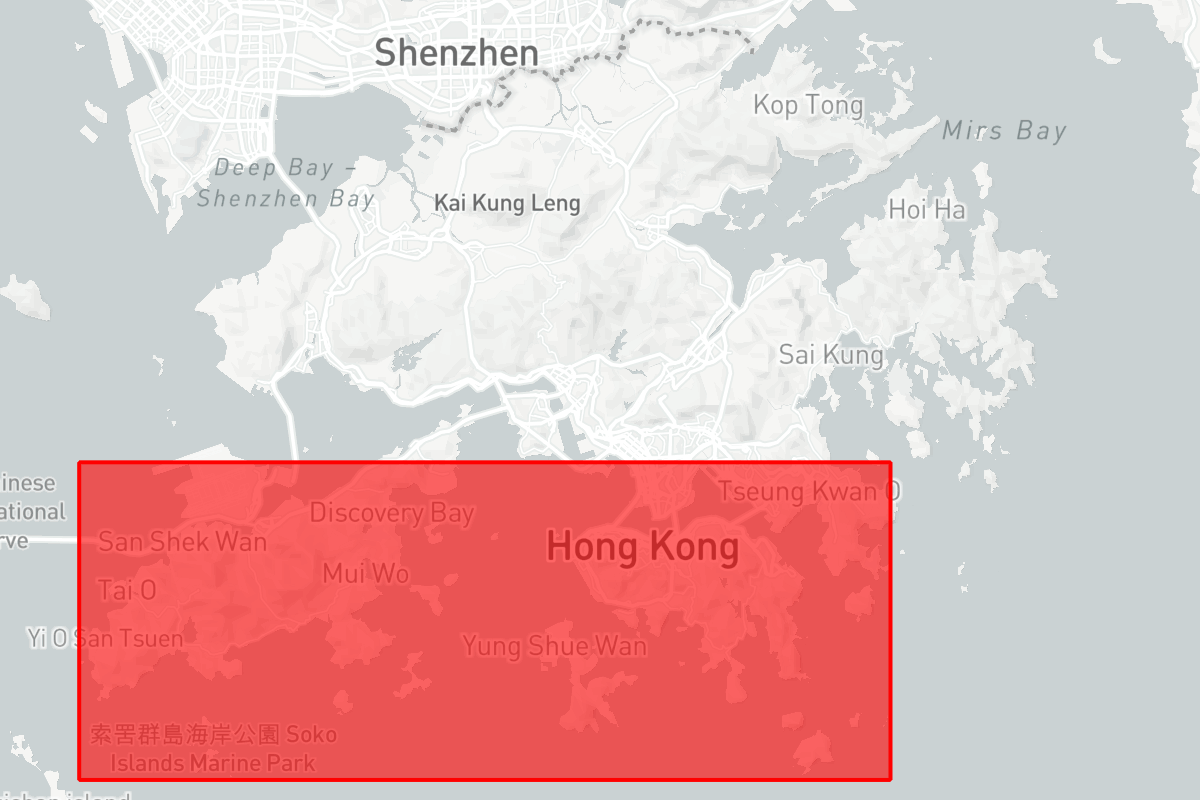 Shenzhen
Kop Tong
Mirs Bay
Deep Bay –
Shenzhen Bay
Kai Kung Leng
Hoi Ha
Sai Kung
inese
ational
rve
Tseung Kwan O
Discovery Bay
San Shek Wan
Hong Kong
Mui Wo
Tai O
Yi O San Tsuen
Yung Shue Wan
索罟群島海岸公園 Soko
Islands Marine Park